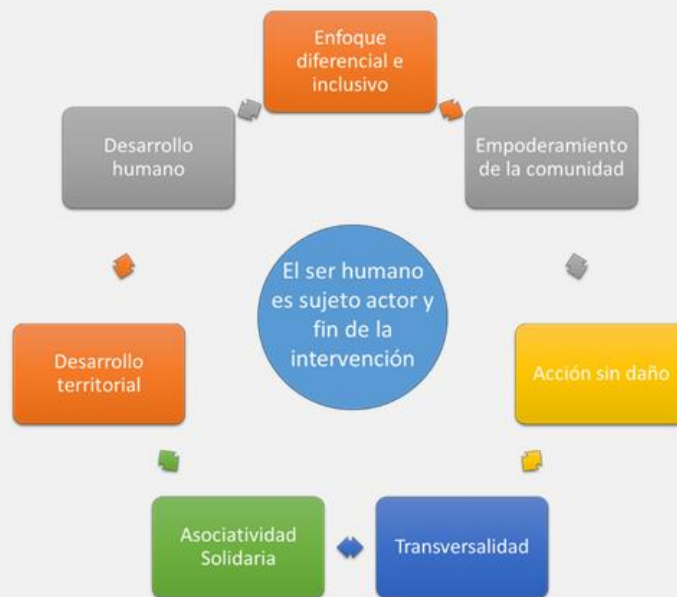 Enfoque
diferencial e
inclusivo
Empoderamiento
de la comunidad
Acción sin daño
Transversalidad
Asociatividad
Solidaria
Desarrollo
territorial
Desarrollo
humano
El ser humano
es sujeto actor y
fin de la
intervención